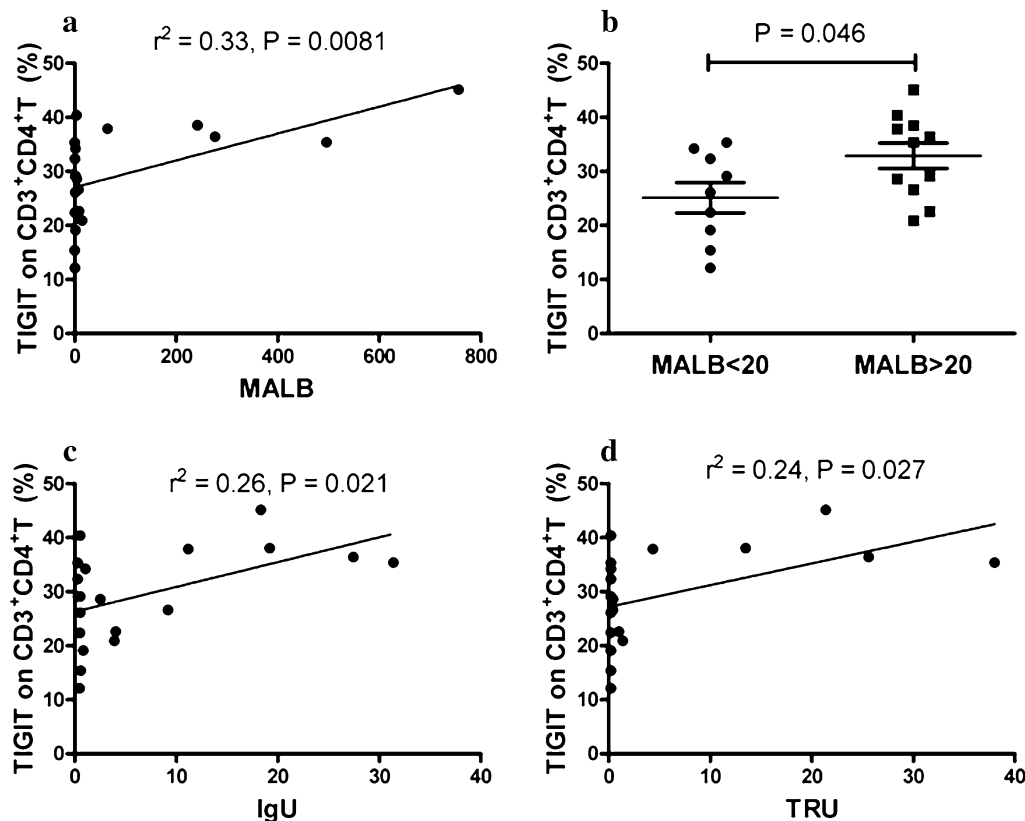 a
r² = 0.33, P = 0.0081
TIGIT on CD3⁺CD4⁺T (%)
50
40
30
20
10
0
0 200 400 600 800
MALB
b
P = 0.046
TIGIT on CD3⁺CD4⁺T (%)
50
40
30
20
10
0
MALB<20 MALB>20
c
r² = 0.26, P = 0.021
TIGIT on CD3⁺CD4⁺T (%)
50
40
30
20
10
0
0 10 20 30 40
IgU
d
r² = 0.24, P = 0.027
TIGIT on CD3⁺CD4⁺T (%)
50
40
30
20
10
0
0 10 20 30 40
TRU